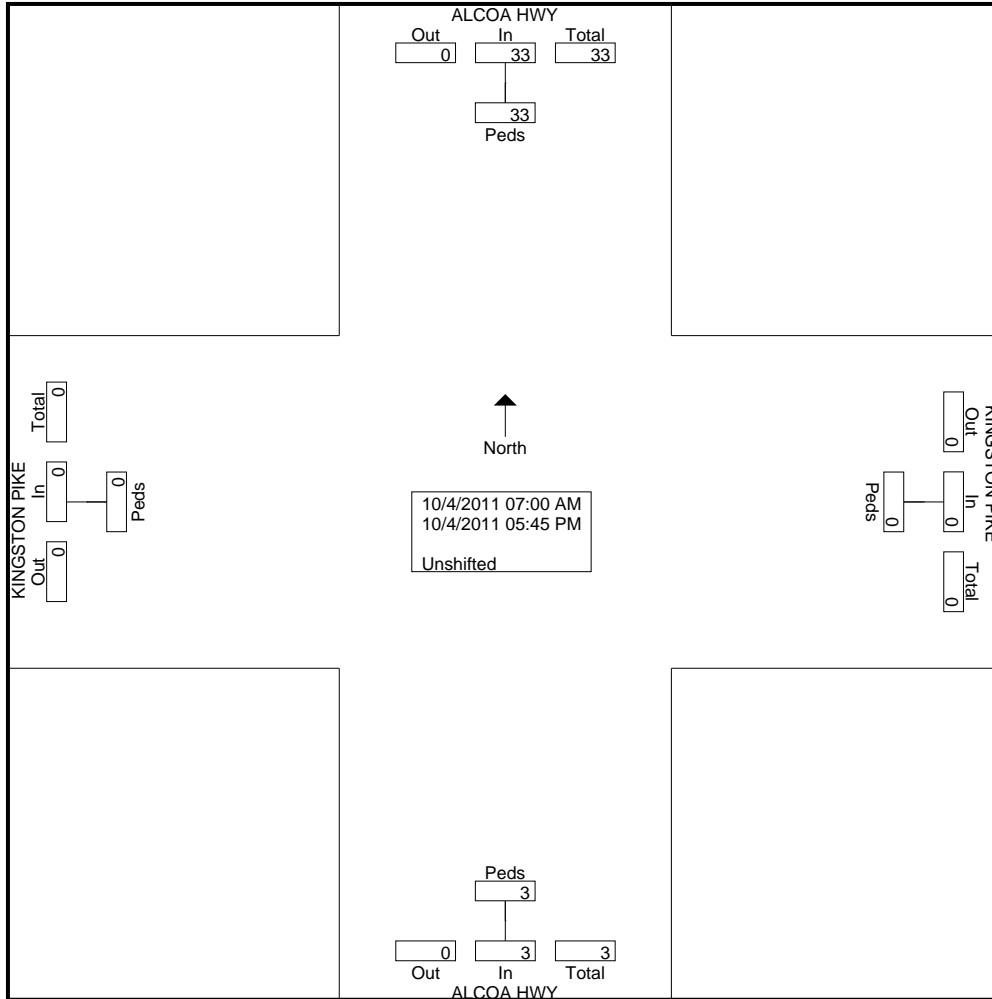 ALCOA HWY
Out In Total
0 33 33
33
Peds
KINGSTON PIKE
Total In Out
0 0 0
0
Peds
North
10/4/2011 07:00 AM
10/4/2011 05:45 PM
Unshifted
KINGSTON PIKE
Out In Total
0 0 0
0
Peds
Peds
3
0 3 3
Out In Total
ALCOA HWY